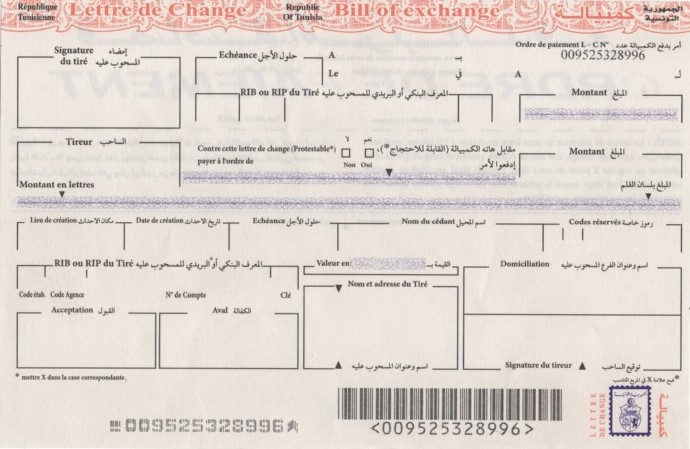 République Tunisienne Lettre de Change Republic Of Tunisia Bill of exchange كمبيالة الجمهورية التونسية
Ordre de paiement L - C N° أمر بدفع الكمبيالة عدد
009525328996
Signature du tiré إمضاء المسحوب عليه
Echéance حلول الأجل
A بـ
Le في
A لـ
RIB ou RIP du Tiré المعرف البنكي أو البريدي للمسحوب عليه
Montant المبلغ
Tireur الساحب
Contre cette lettre de change (Protestable*) لا نعم مقابل هاته الكمبيالة (القابلة للاحتجاج*)،
payer à l'ordre de Non Oui إدفعوا لأمر
Montant المبلغ
Montant en lettres المبلغ بلسان القلم
Lieu de création مكان الاحداث Date de création تاريخ الاحداث Echéance حلول الأجل Nom du cédant اسم المحيل Codes réservés رموز خاصة
RIB ou RIP du Tiré المعرف البنكي أو البريدي للمسحوب عليه
Valeur en القيمة بـ
Domiciliation اسم وعنوان الفرع المسحوب عليه
Code étab. Code Agence N° de Compte Clé
Nom et adresse du Tiré
Acceptation القبول Aval الكفالة
اسم وعنوان المسحوب عليه
Signature du tireur توقيع الساحب
* mettre X dans la case correspondante.
*ضع علامة X في المربع المناسب
009525328996
<009525328996>
LETTRE DE CHANGE
كمبيالة